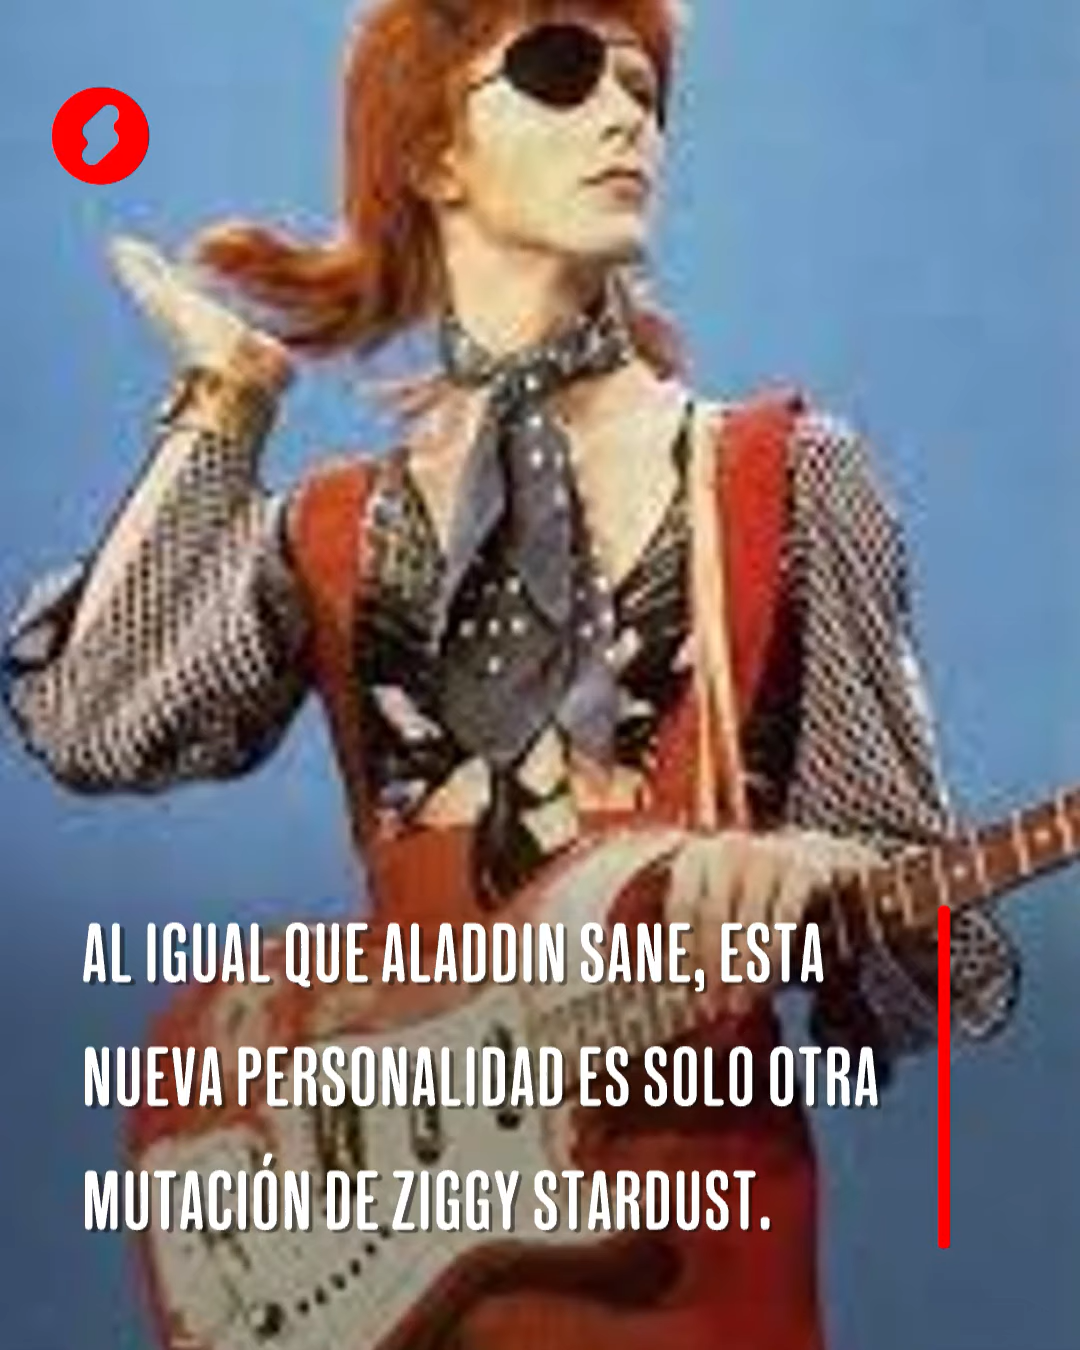 AL IGUAL QUE ALADDIN SANE, ESTA
NUEVA PERSONALIDAD ES SOLO OTRA
MUTACIÓN DE ZIGGY STARDUST.